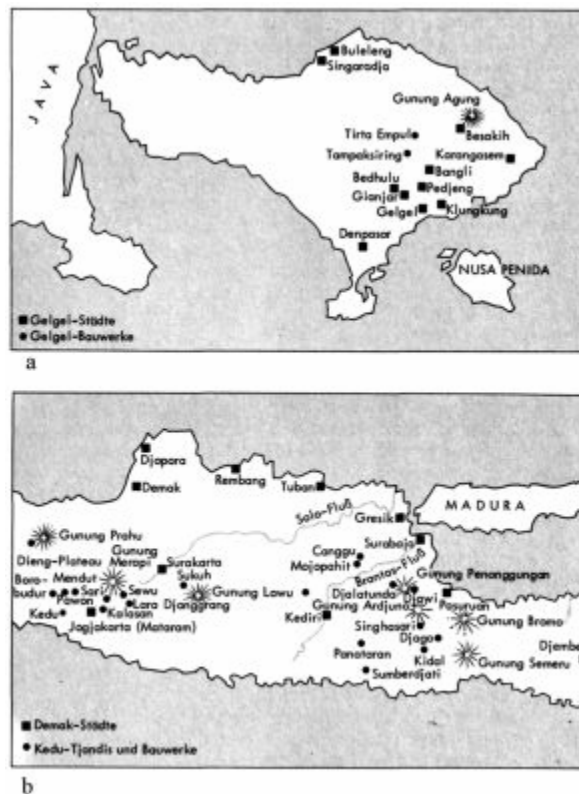 JAVA
Buleleng
Singaradja
Gunung Agung
Tirta Empul
Besakih
Tampaksiring
Karangasem
Bangli
Bedhulu
Pedjeng
Gianjar
Gelgel
Klungkung
Denpasar
NUSA PENIDA
Gelgel-Städte
Gelgel-Bauwerke
a
Djapara
Demak
Rembang
Tuban
Solo-Fluß
MADURA
Gresik
Gunung Prahu
Dieng-Plateau
Gunung
Merapi
Surakarta
Sukuh
Canggu
Mojopahit
Surabaja
Brantas-Fluß
Gunung Penanggungan
Boro-
budur
Mendut
Sari
Sewu
Pawon
Lara
Djanggrang
Gunung Lawu
Djalatunda
Djawi
Pasuruan
Kedu
Kalasan
Jogjakarta (Mataram)
Kediri
Gunung Ardjuno
Gunung Bromo
Singhasari
Djago
Djembe
Panataran
Kidal
Gunung Semeru
Sumberdjati
Demak-Städte
Kedu-Tjandis und Bauwerke
b